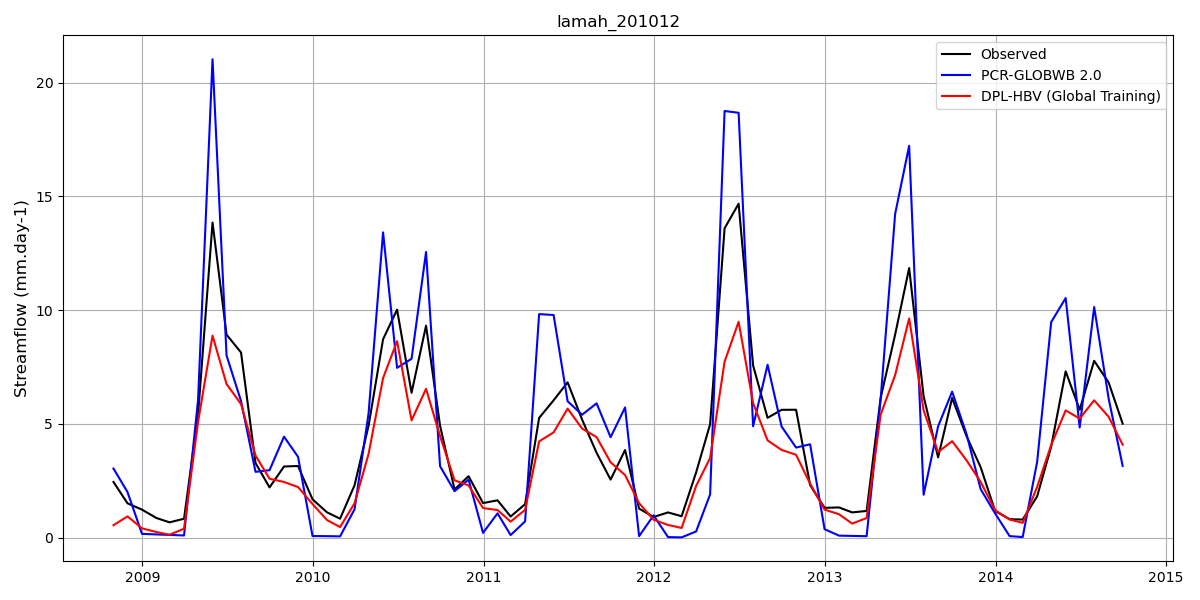 lamah_201012
Observed
PCR-GLOBWB 2.0
DPL-HBV (Global Training)
Streamflow (mm.day-1)
20
15
10
5
0
2009 2010 2011 2012 2013 2014 2015